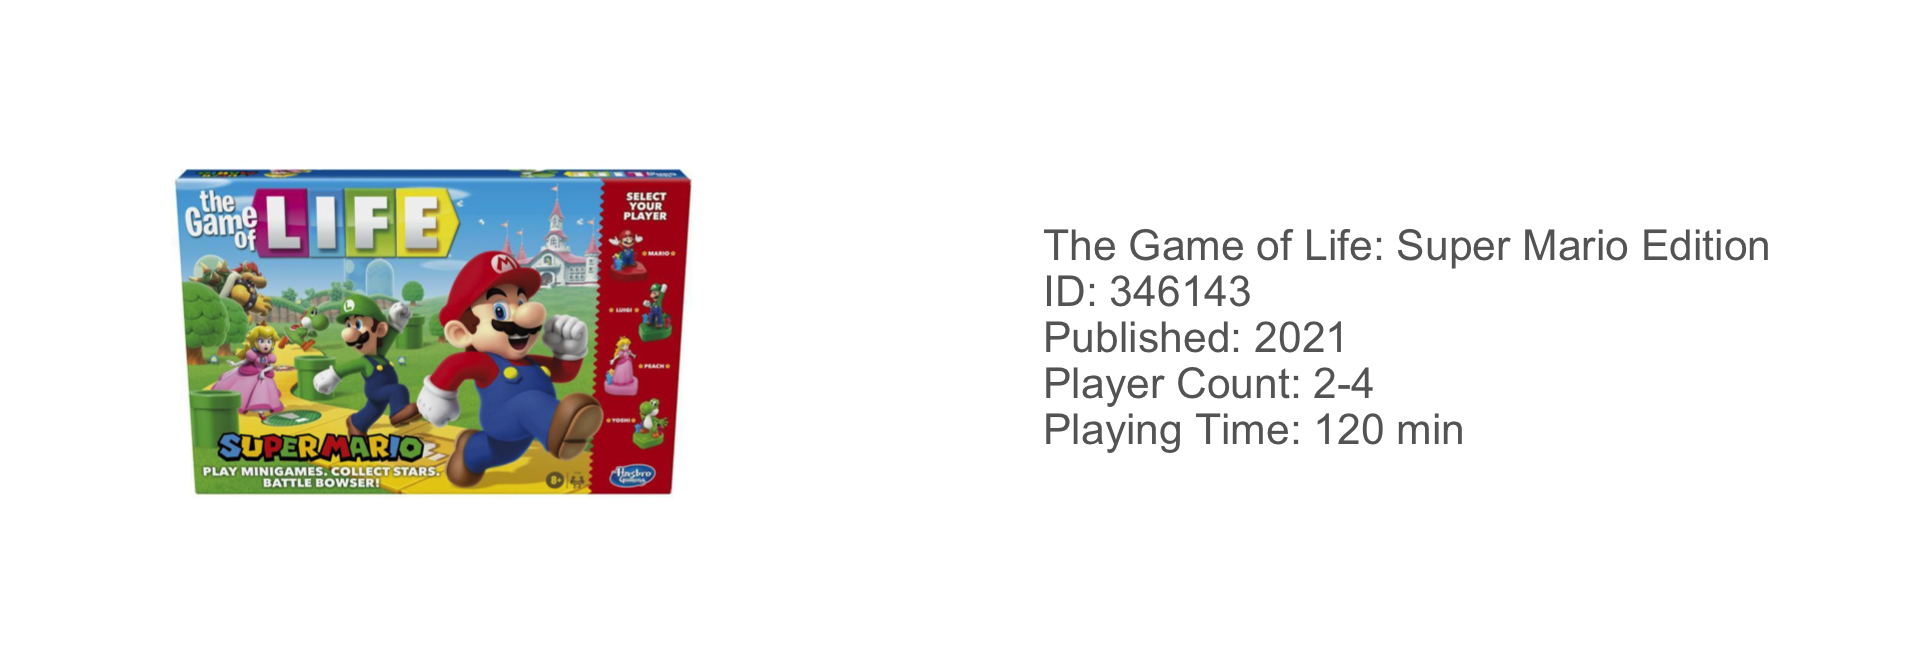 the
Game
of
LIFE
SELECT
YOUR
PLAYER
MARIO
LUIGI
PEACH
YOSHI
SUPER MARIO
PLAY MINIGAMES. COLLECT STARS.
BATTLE BOWSER!
8+
Hasbro
Gaming
The Game of Life: Super Mario Edition
ID: 346143
Published: 2021
Player Count: 2-4
Playing Time: 120 min